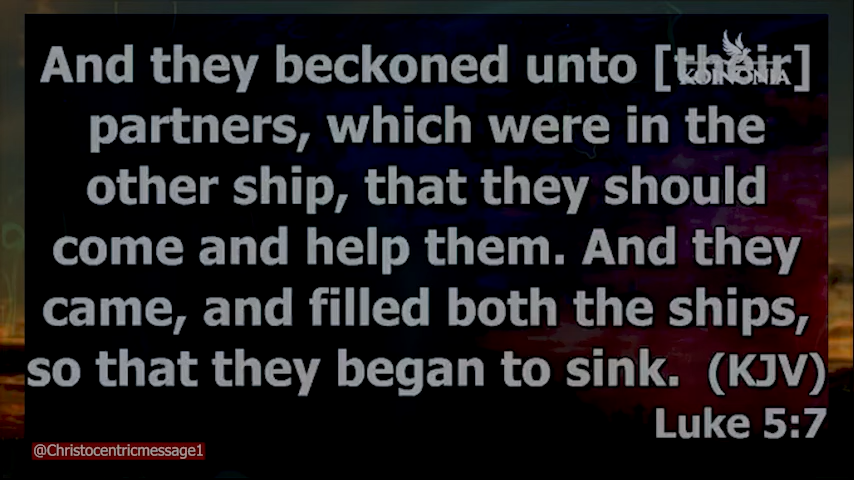 And they beckoned unto [their]
KOINONIA
partners, which were in the
other ship, that they should
come and help them. And they
came, and filled both the ships,
so that they began to sink. (KJV)
Luke 5:7
@Christocentricmessage1